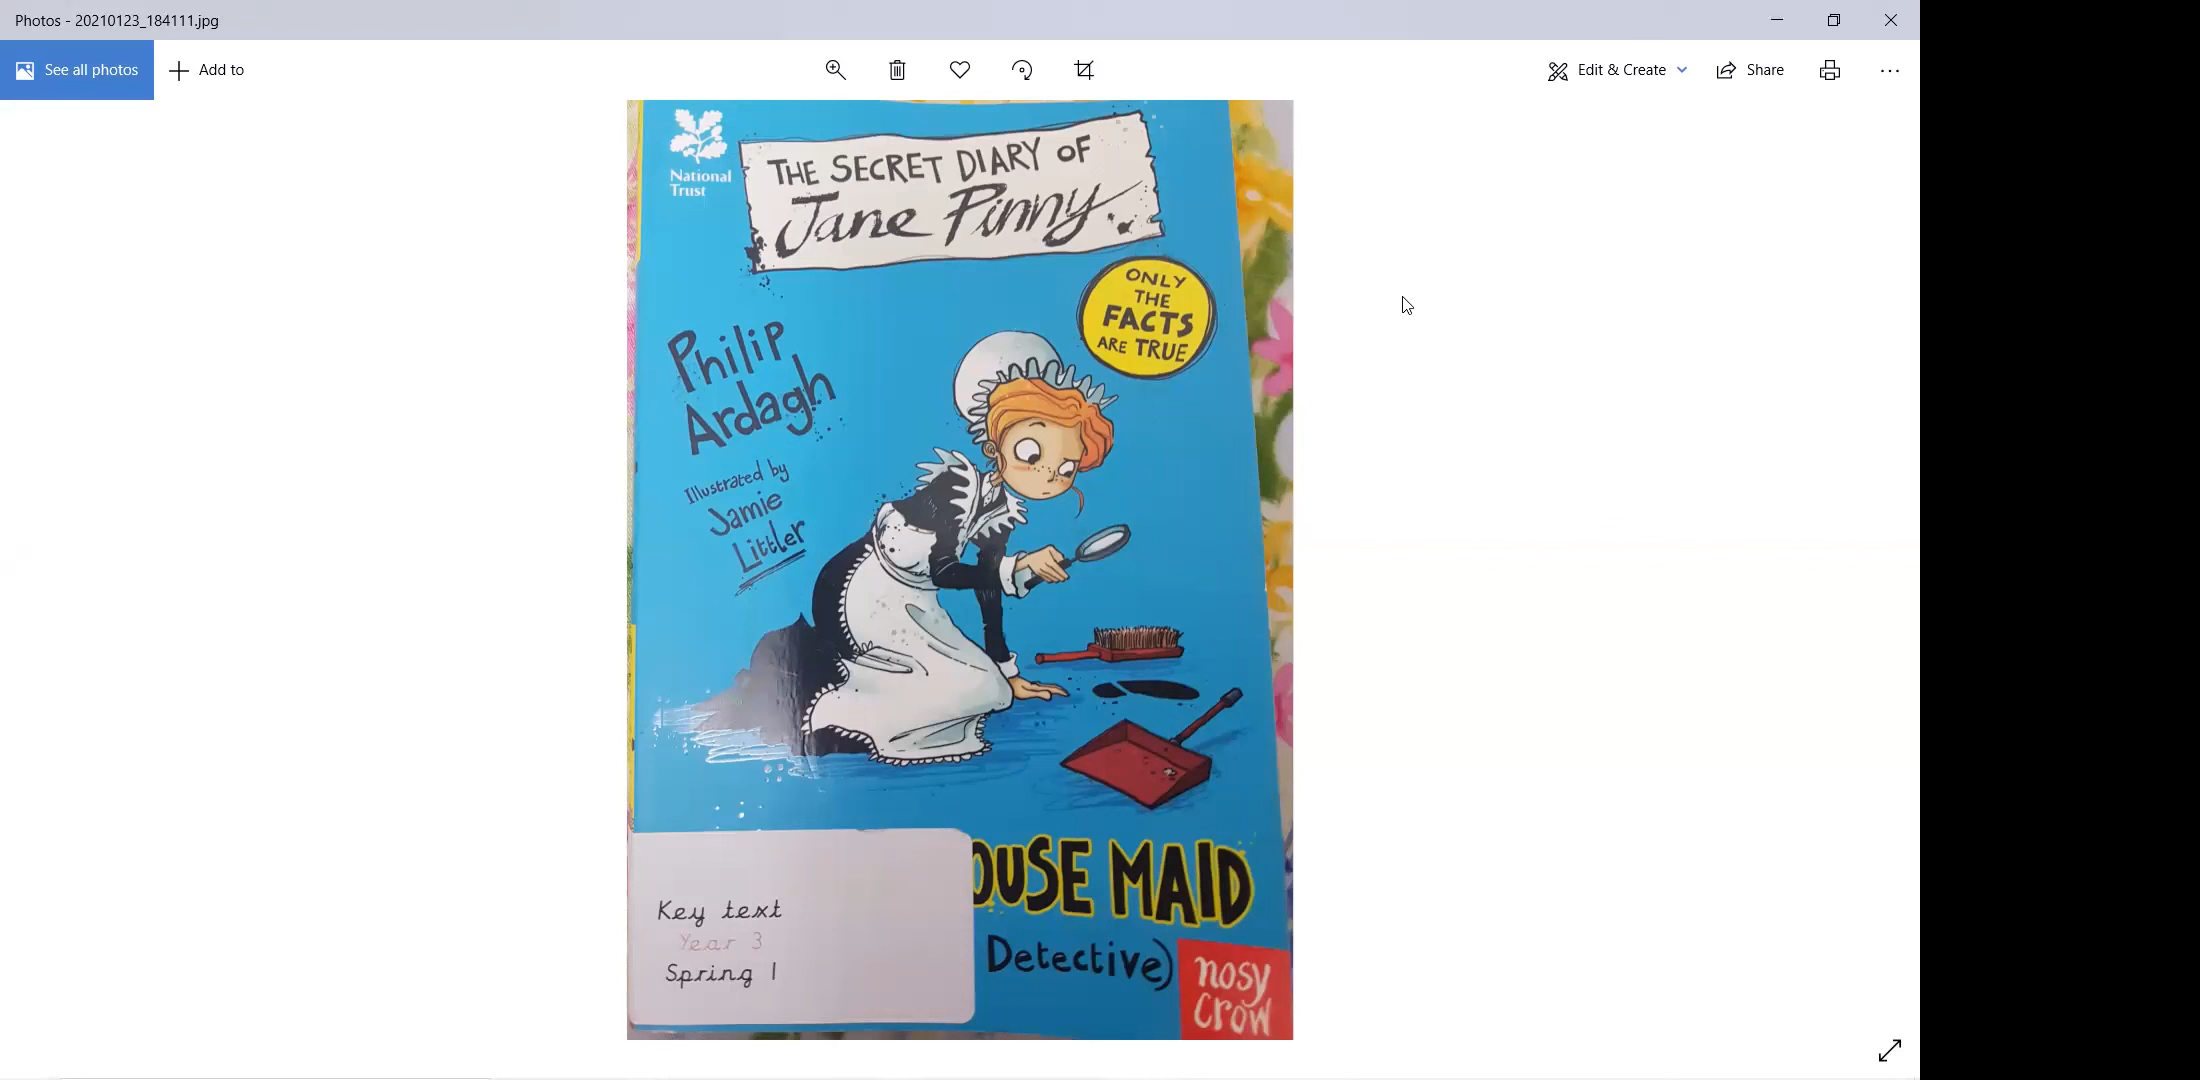 Photos - 20210123_184111.jpg
See all photos
Add to
Edit & Create
Share
National
Trust
THE SECRET DIARY OF
Jane Pinny
ONLY
THE
FACTS
ARE TRUE
Philip
Ardagh
Illustrated by
Jamie
Littler
OUSE MAID
Detective)
Key text
Year 3
Spring 1
nosy
crow